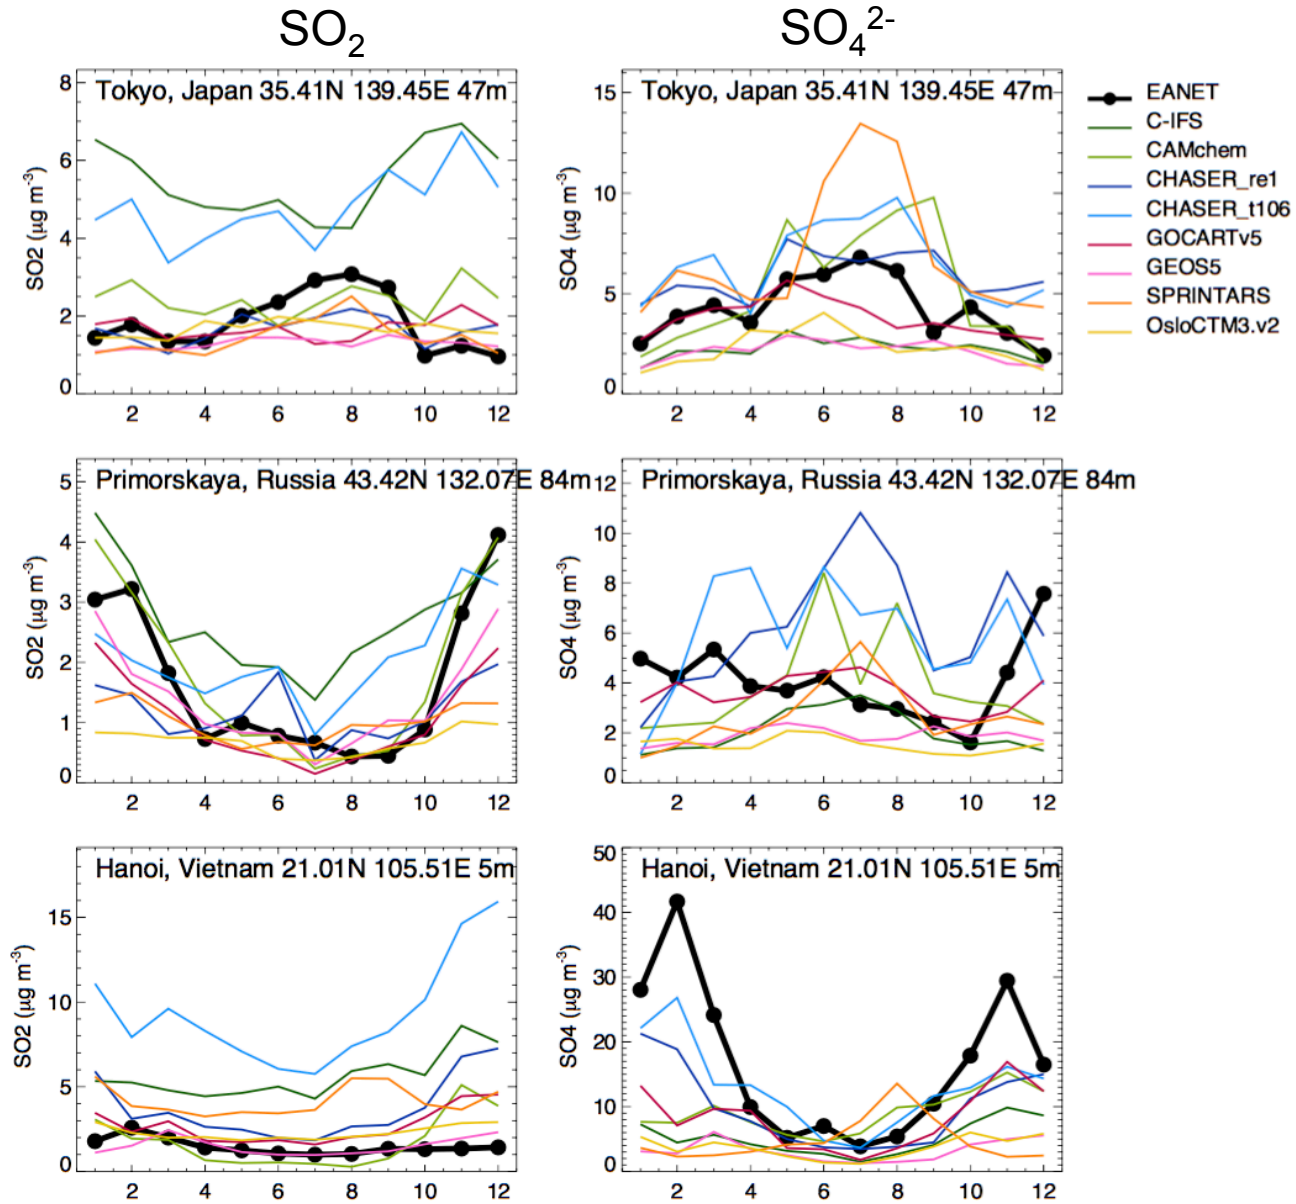 SO2 SO4 2-
Tokyo, Japan 35.41N 139.45E 47m
8
6
4
2
0
SO2 (μg m-3)
2 4 6 8 10 12
Tokyo, Japan 35.41N 139.45E 47m
15
10
5
0
SO4 (μg m-3)
2 4 6 8 10 12
EANET
C-IFS
CAMchem
CHASER_re1
CHASER_t106
GOCARTv5
GEOS5
SPRINTARS
OsloCTM3.v2
Primorskaya, Russia 43.42N 132.07E 84m
5
4
3
2
1
0
SO2 (μg m-3)
2 4 6 8 10 12
Primorskaya, Russia 43.42N 132.07E 84m
12
10
8
6
4
2
0
SO4 (μg m-3)
2 4 6 8 10 12
Hanoi, Vietnam 21.01N 105.51E 5m
15
10
5
0
SO2 (μg m-3)
2 4 6 8 10 12
Hanoi, Vietnam 21.01N 105.51E 5m
50
40
30
20
10
0
SO4 (μg m-3)
2 4 6 8 10 12